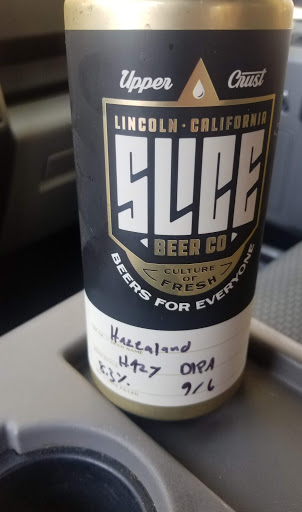 Upper Crust
LINCOLN · CALIFORNIA
SLICE
BEER CO
CULTURE
OF
FRESH
BEERS FOR EVERYONE
Hazealand
HAZY DIPA
8.3% 9/6